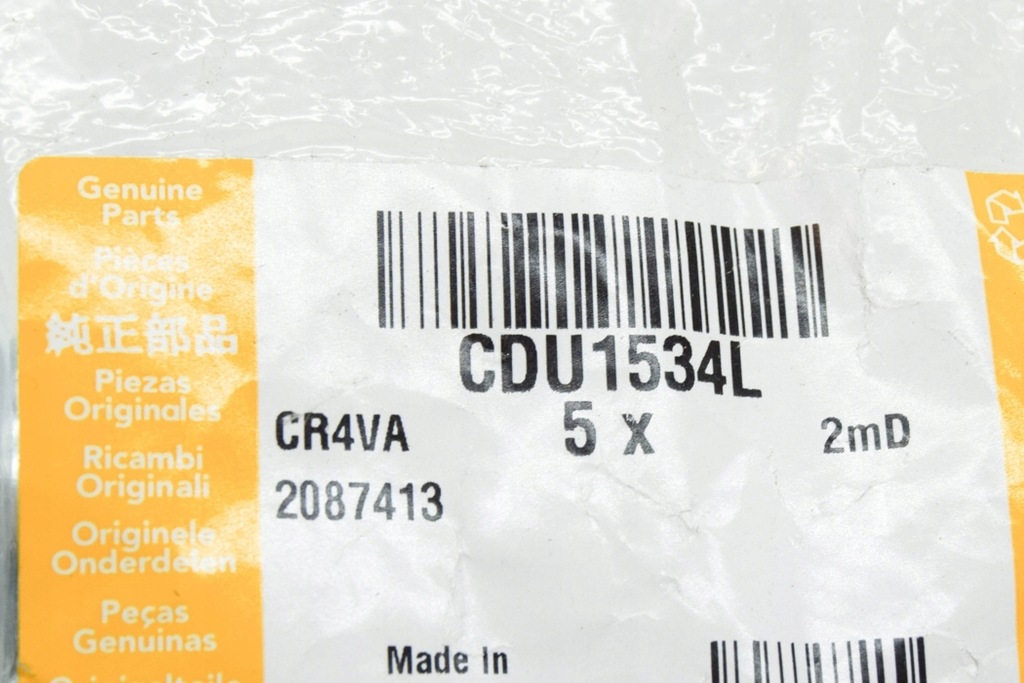 Genuine
Parts
Pièces
d'Origine
純正部品
Piezas
Originales
Ricambi
Originali
Originele
Onderdelen
Peças
Genuinas
Originalteile
CDU1534L
CR4VA
5 x
2mD
2087413
Made In